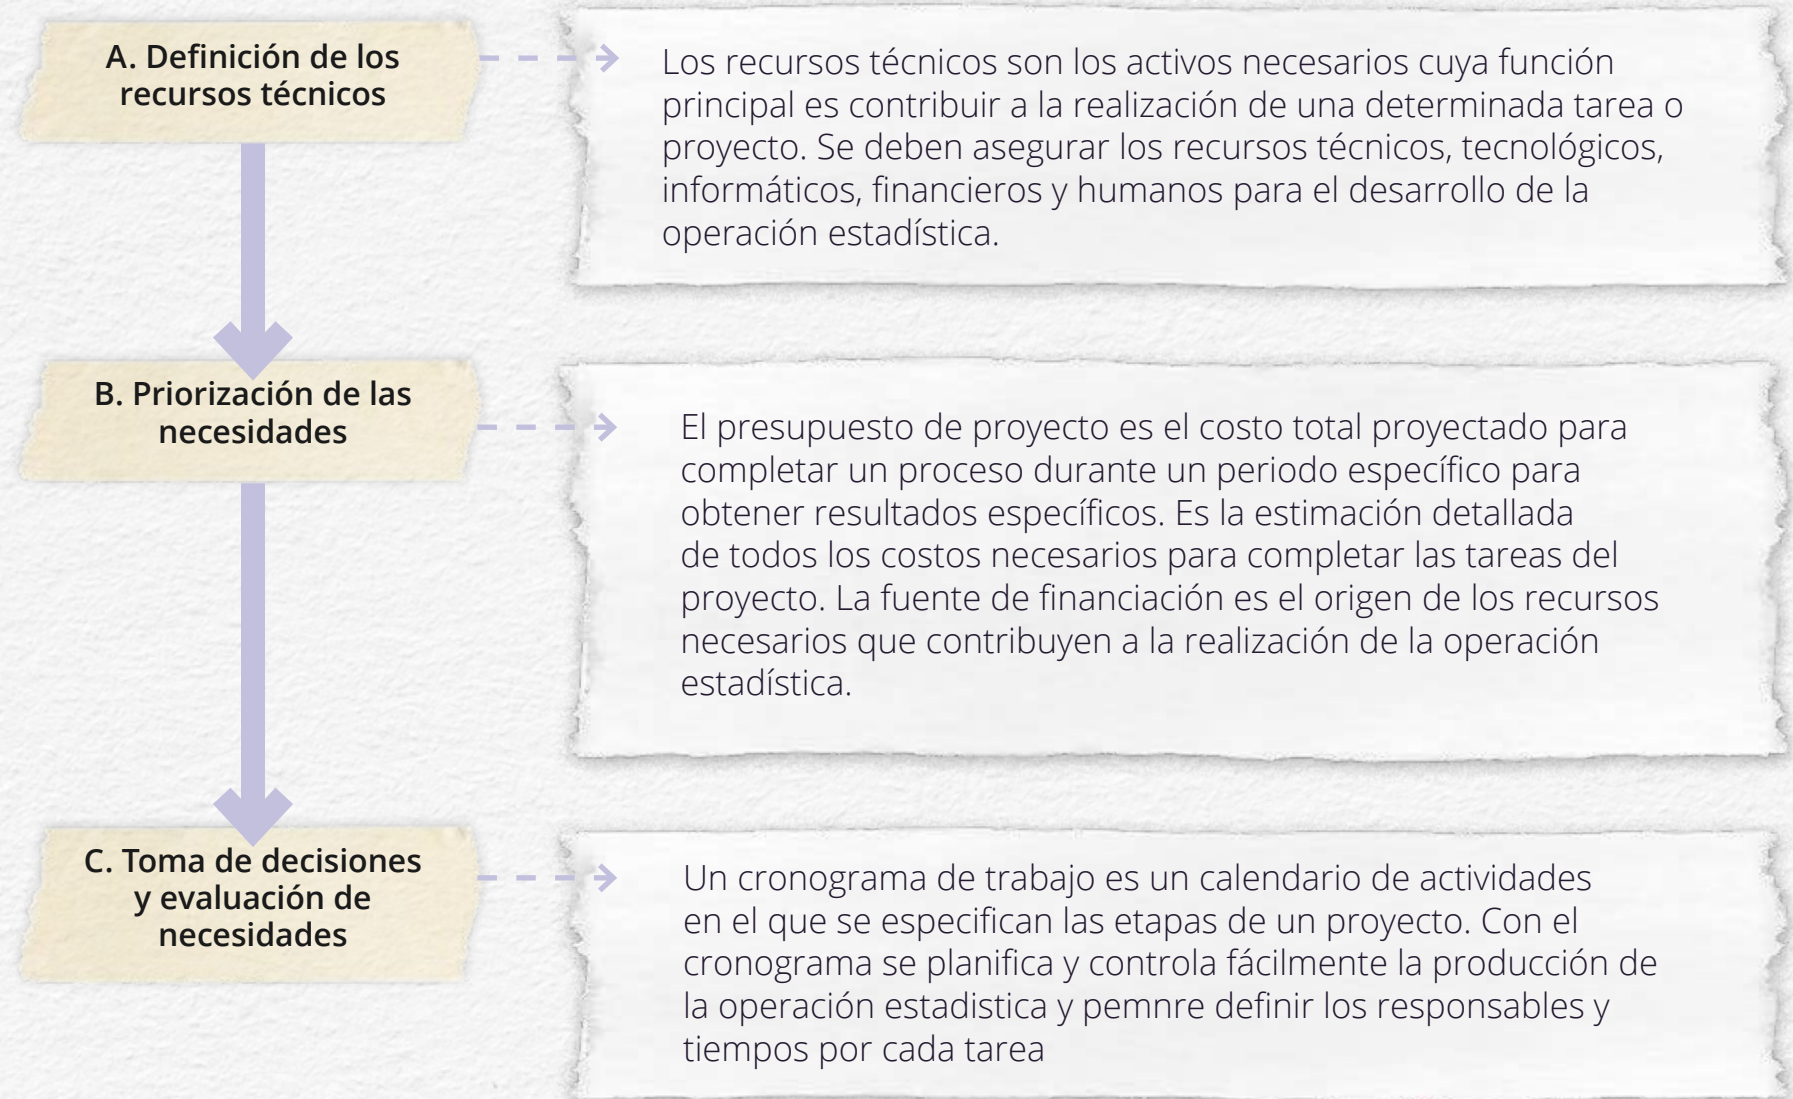 A. Definición de los
recursos técnicos
Los recursos técnicos son los activos necesarios cuya función
principal es contribuir a la realización de una determinada tarea o
proyecto. Se deben asegurar los recursos técnicos, tecnológicos,
informáticos, financieros y humanos para el desarrollo de la
operación estadística.
B. Priorización de las
necesidades
El presupuesto de proyecto es el costo total proyectado para
completar un proceso durante un periodo específico para
obtener resultados específicos. Es la estimación detallada
de todos los costos necesarios para completar las tareas del
proyecto. La fuente de financiación es el origen de los recursos
necesarios que contribuyen a la realización de la operación
estadística.
C. Toma de decisiones
y evaluación de
necesidades
Un cronograma de trabajo es un calendario de actividades
en el que se especifican las etapas de un proyecto. Con el
cronograma se planifica y controla fácilmente la producción de
la operación estadistica y pemnre definir los responsables y
tiempos por cada tarea